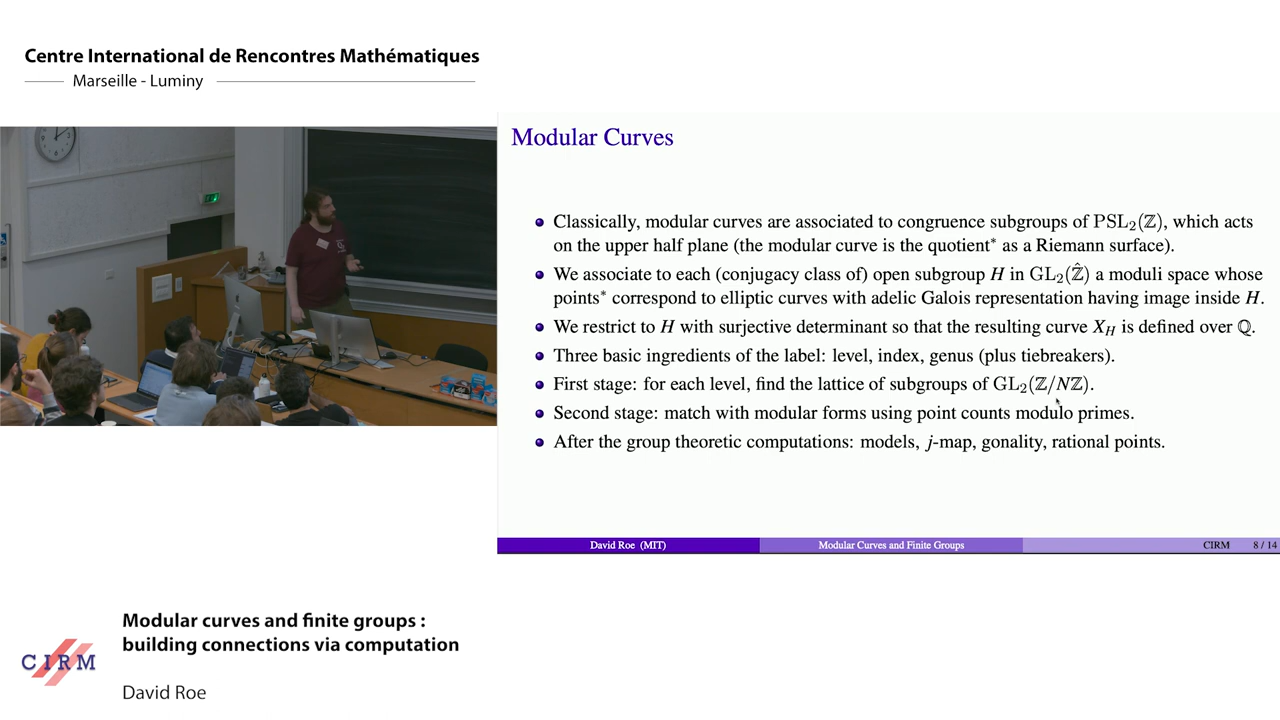 Centre International de Rencontres Mathématiques
Marseille - Luminy
Modular Curves
Classically, modular curves are associated to congruence subgroups of PSL₂(ℤ), which acts
on the upper half plane (the modular curve is the quotient* as a Riemann surface).
We associate to each (conjugacy class of) open subgroup H in GL₂(ℤ̂) a moduli space whose
points* correspond to elliptic curves with adelic Galois representation having image inside H.
We restrict to H with surjective determinant so that the resulting curve X_H is defined over ℚ.
Three basic ingredients of the label: level, index, genus (plus tiebreakers).
First stage: for each level, find the lattice of subgroups of GL₂(ℤ/Nℤ).
Second stage: match with modular forms using point counts modulo primes.
After the group theoretic computations: models, j-map, gonality, rational points.
David Roe (MIT) Modular Curves and Finite Groups CIRM 8 / 14
Modular curves and finite groups :
building connections via computation
CIRM
David Roe